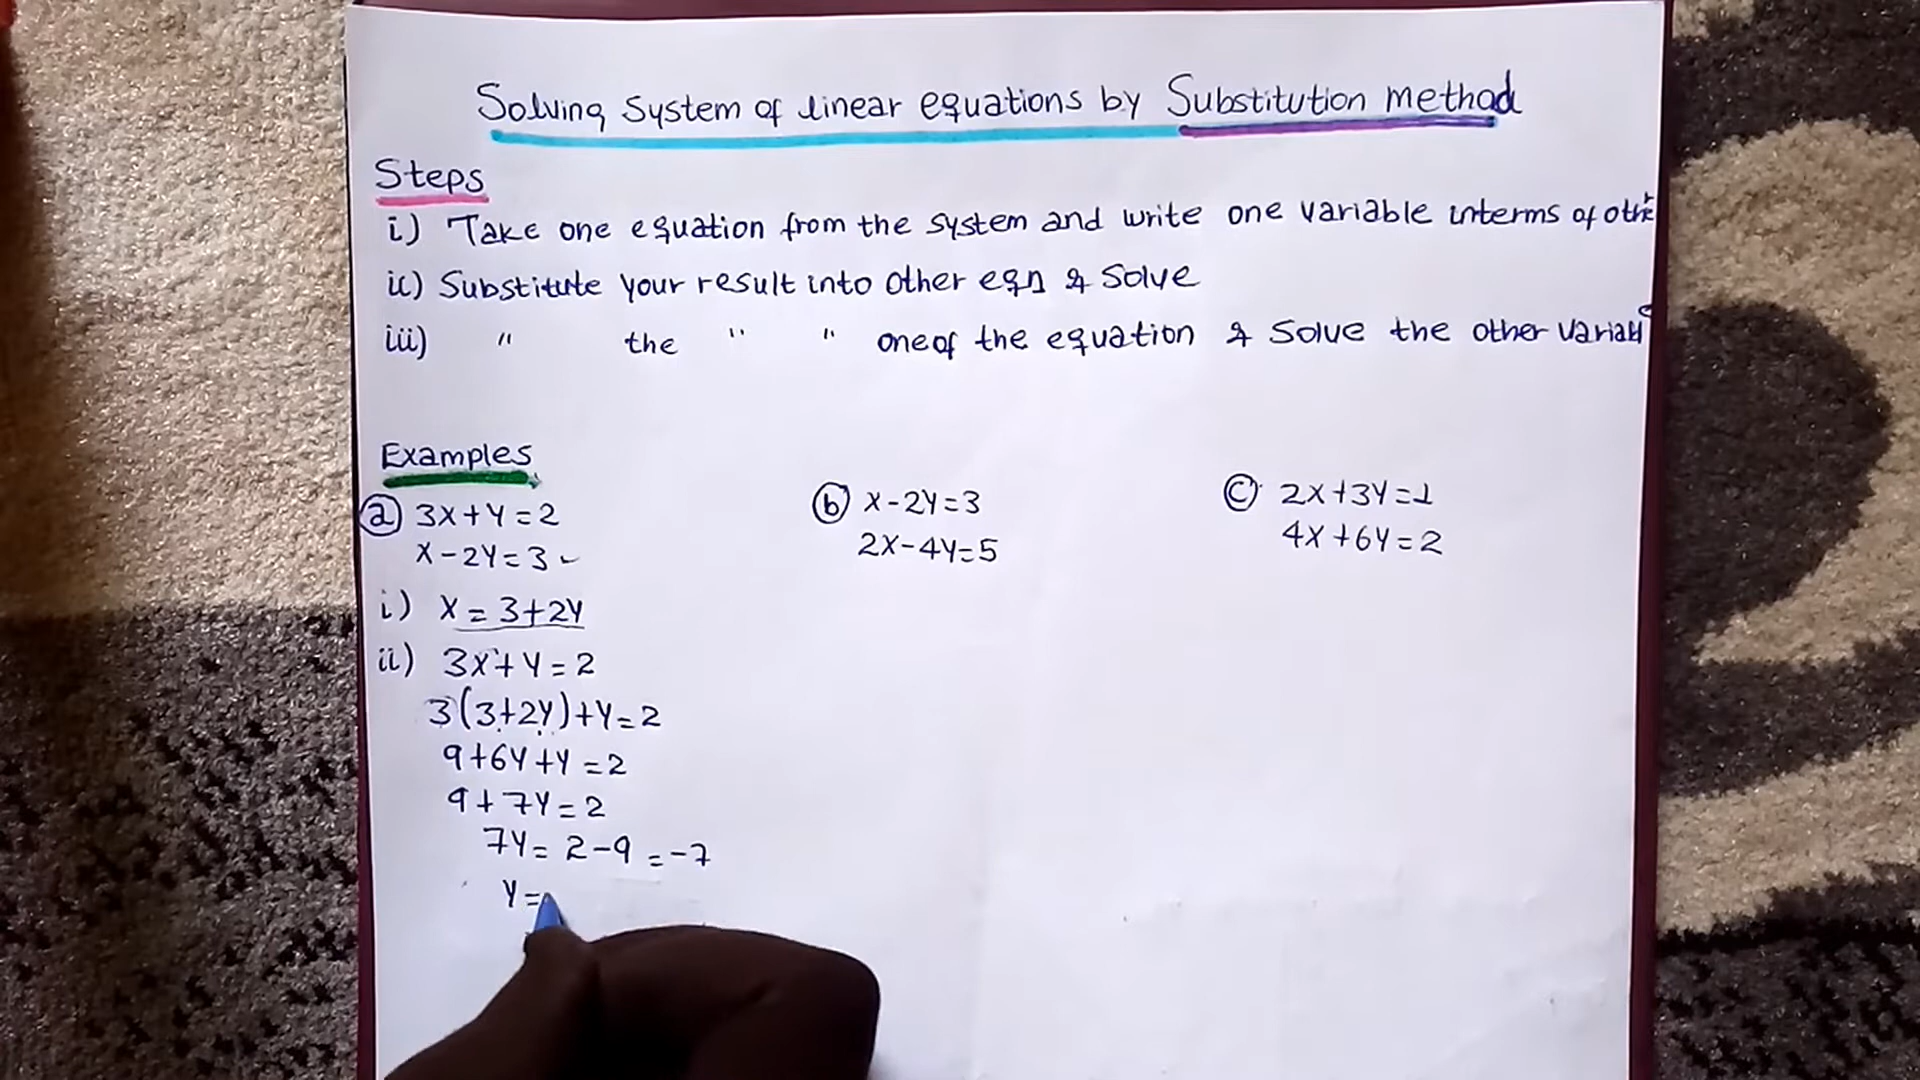 Solving System of linear equations by Substitution method
Steps
i) Take one equation from the system and write one variable interms of
ii) Substitute your result into other eqn & Solve
iii) " the " " one of the equation & Solve the other
Examples
(a) 3x+y=2
x-2y=3
i) x=3+2y
ii) 3x+y=2
3(3+2y)+y=2
9+6y+y=2
9+7y=2
7y=2-9=-7
y=
(b) x-2y=3
2x-4y=5
(c) 2x+3y=1
4x+6y=2